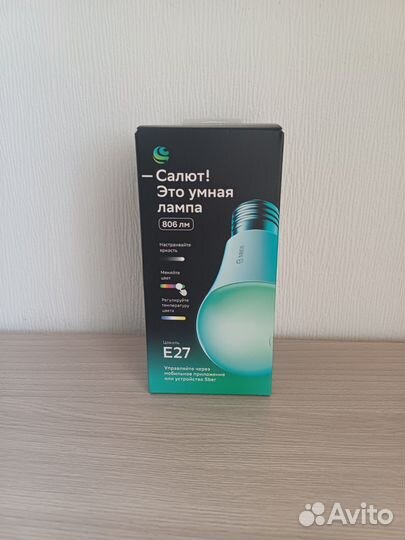 — Салют!
Это умная
лампа
806 лм
Настраивайте
яркость
Меняйте
цвет
Регулируйте
температуру
цвета
Цоколь
E27
Управляйте через
мобильное приложение
или устройства Sber
sber
Avito